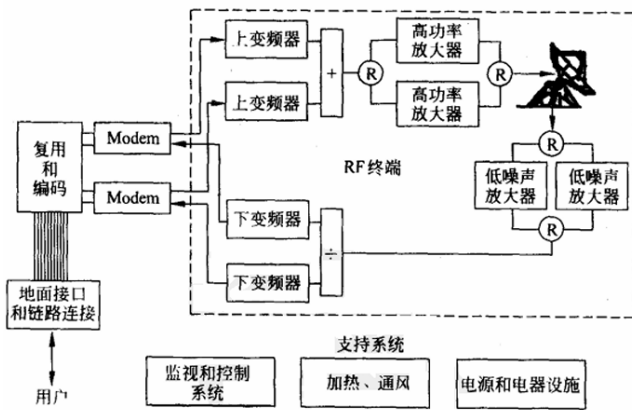 上变频器
高功率
放大器
+
R
R
上变频器
高功率
放大器
Modem
复用
和
编码
R
RF终端
低噪声
放大器
低噪声
放大器
Modem
下变频器
R
÷
下变频器
地面接口
和链路连接
支持系统
用户
监视和控制
系统
加热、通风
电源和电器设施